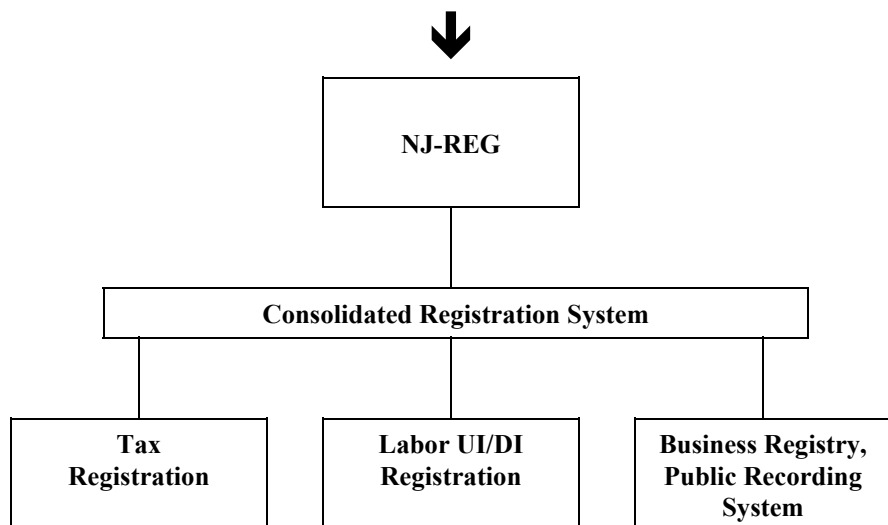 NJ-REG
Consolidated Registration System
Tax
Registration
Labor UI/DI
Registration
Business Registry,
Public Recording
System